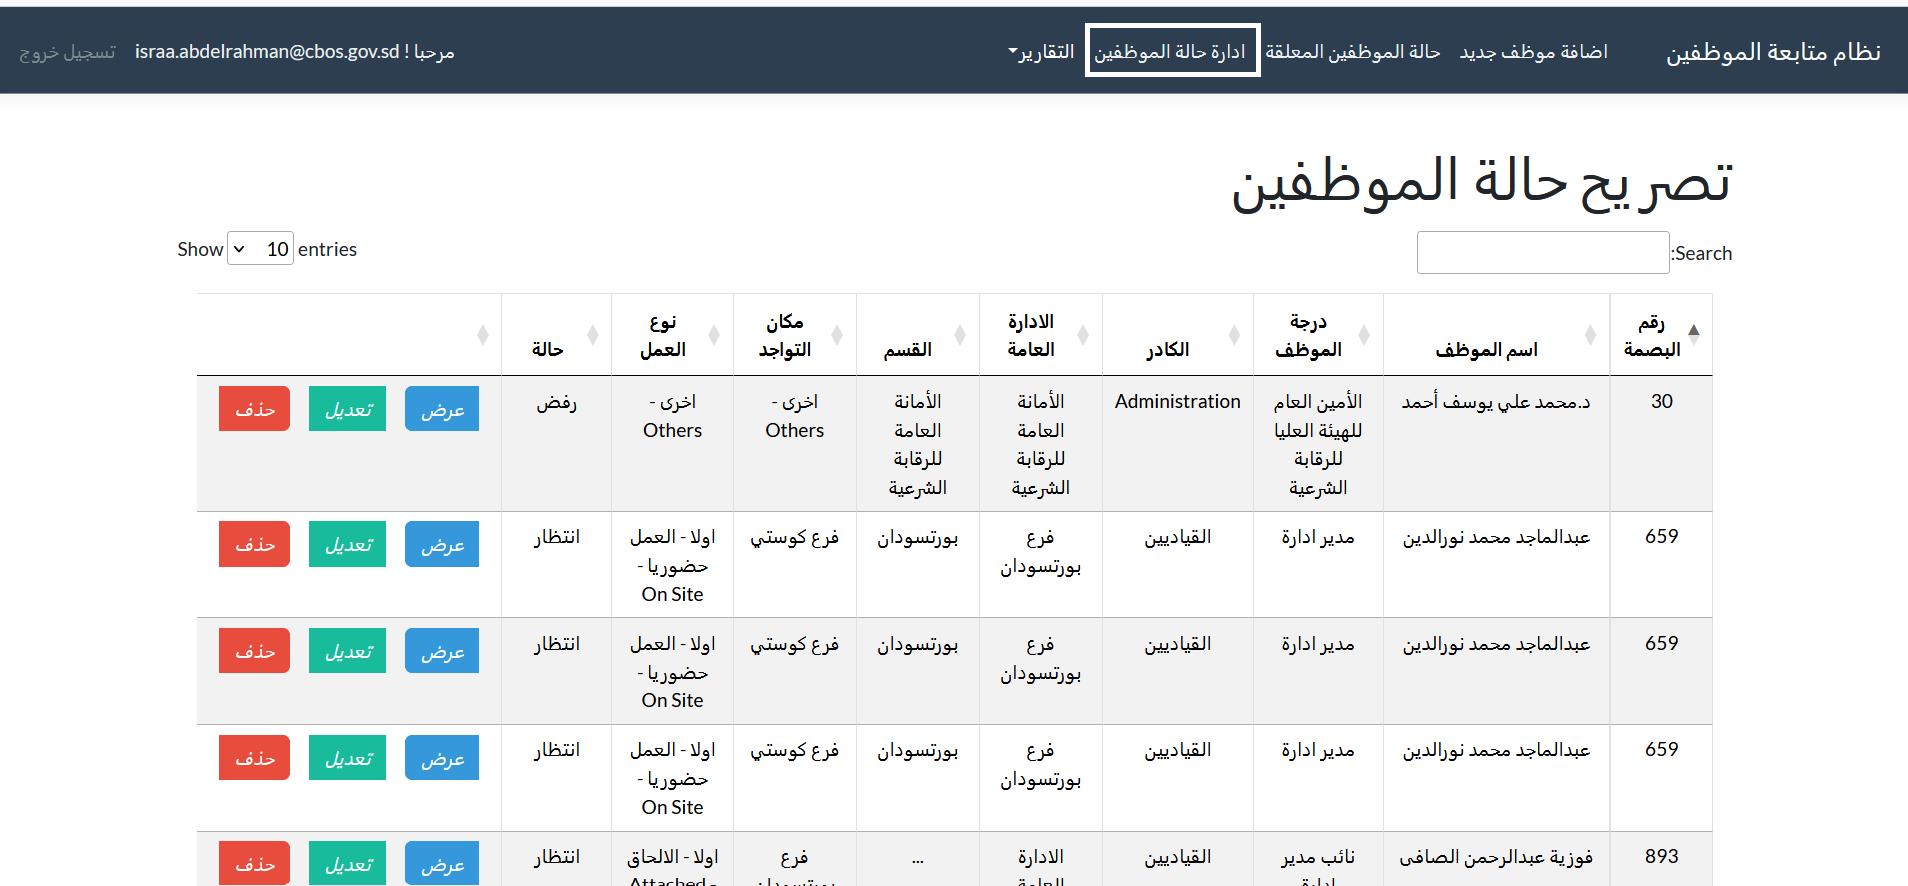 نظام متابعة الموظفين اضافة موظف جديد حالة الموظفين المعلقة ادارة حالة الموظفين التقارير مرحبا ! israa.abdelrahman@cbos.gov.sd تسجيل خروج
تصريح حالة الموظفين
Search:
Show 10 entries
رقم البصمة
اسم الموظف
درجة الموظف
الكادر
الادارة العامة
القسم
مكان التواجد
نوع العمل
حالة
30
د.محمد علي يوسف أحمد
الأمين العام
للهيئة العليا
للرقابة
الشرعية
Administration
الأمانة
العامة
للرقابة
الشرعية
الأمانة
العامة
للرقابة
الشرعية
اخرى -
Others
اخرى -
Others
رفض
عرض تعديل حذف
659
عبدالماجد محمد نورالدين
مدير ادارة
القياديين
فرع
بورتسودان
بورتسودان
فرع كوستي
اولا - العمل
حضوريا -
On Site
انتظار
عرض تعديل حذف
659
عبدالماجد محمد نورالدين
مدير ادارة
القياديين
فرع
بورتسودان
بورتسودان
فرع كوستي
اولا - العمل
حضوريا -
On Site
انتظار
عرض تعديل حذف
659
عبدالماجد محمد نورالدين
مدير ادارة
القياديين
فرع
بورتسودان
بورتسودان
فرع كوستي
اولا - العمل
حضوريا -
On Site
انتظار
عرض تعديل حذف
893
فوزية عبدالرحمن الصافى
نائب مدير
ادارة
القياديين
الادارة
العامة
...
فرع
بورتسودان
اولا - الالحاق
- Attached
انتظار
عرض تعديل حذف